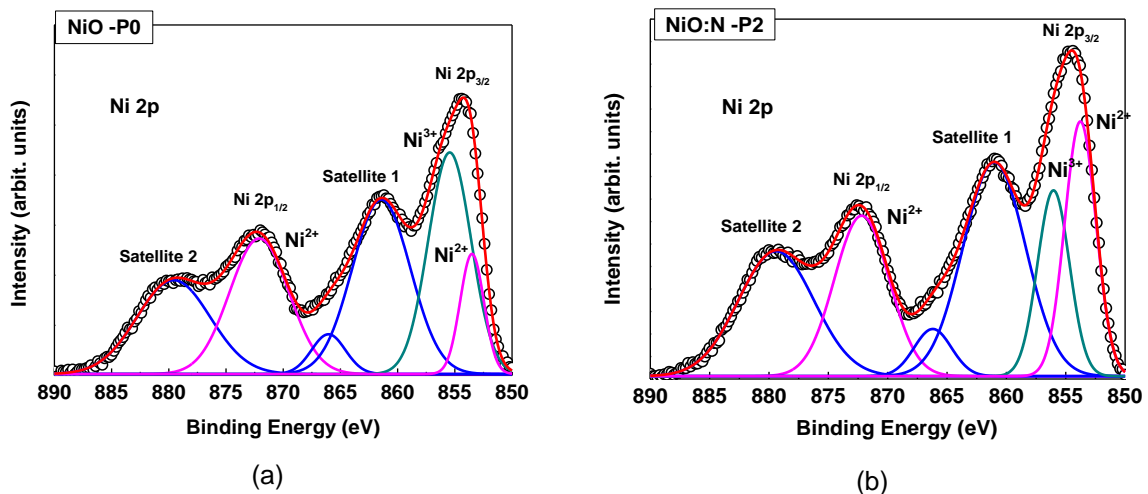 NiO -P0
Ni 2p
Ni 2p3/2
Ni3+
Satellite 1
Ni 2p1/2
Ni2+
Ni2+
Satellite 2
Intensity (arbit. units)
890 885 880 875 870 865 860 855 850
Binding Energy (eV)
(a)
NiO:N -P2
Ni 2p3/2
Ni 2p
Ni2+
Satellite 1
Ni3+
Ni 2p1/2
Ni2+
Satellite 2
Intensity (arbit. units)
890 885 880 875 870 865 860 855 850
Binding Energy (eV)
(b)